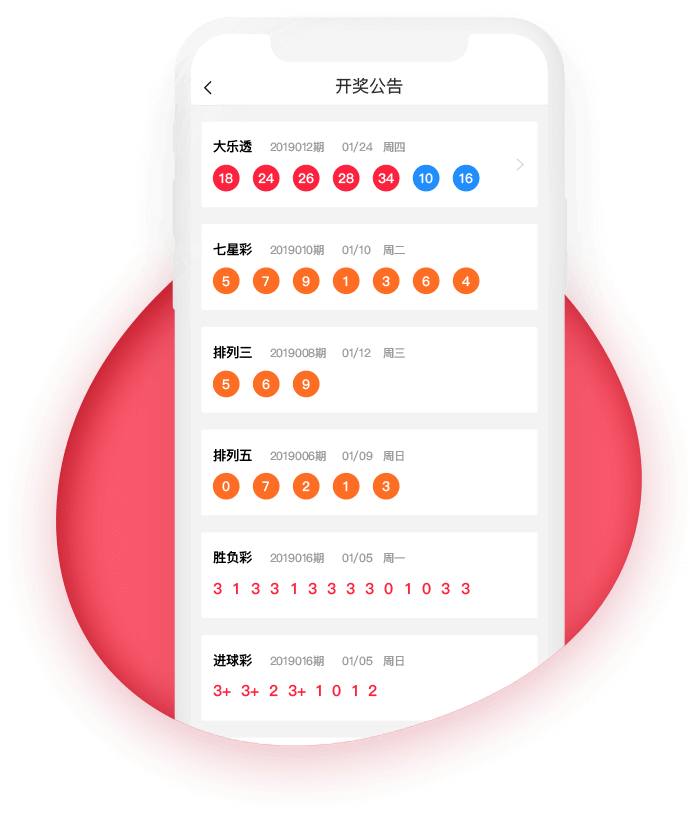 开奖公告
大乐透 2019012期 01/24 周四
18 24 26 28 34 10 16
七星彩 2019010期 01/10 周二
5 7 9 1 3 6 4
排列三 2019008期 01/12 周三
5 6 9
排列五 2019006期 01/09 周日
0 7 2 1 3
胜负彩 2019016期 01/05 周一
3 1 3 3 1 3 3 3 3 0 1 0 3 3
进球彩 2019016期 01/05 周日
3+ 3+ 2 3+ 1 0 1 2